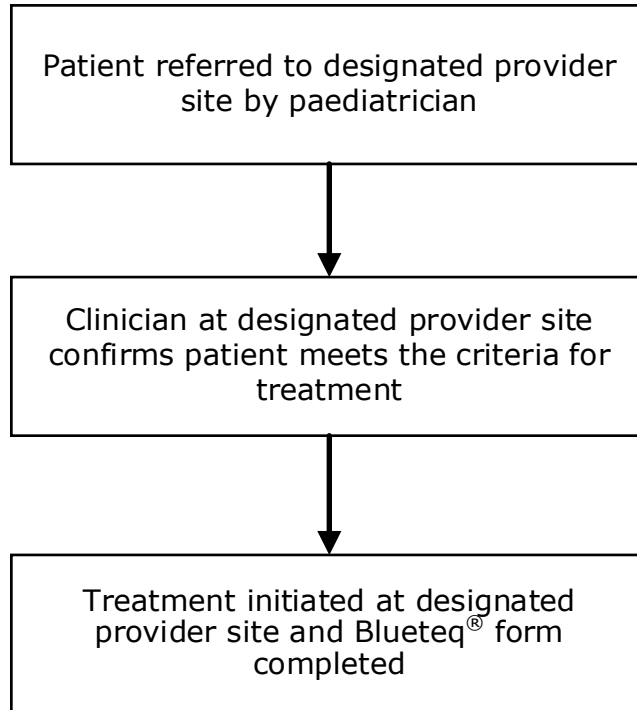 Patient referred to designated provider
site by paediatrician
Clinician at designated provider site
confirms patient meets the criteria for
treatment
Treatment initiated at designated
provider site and Blueteq® form
completed